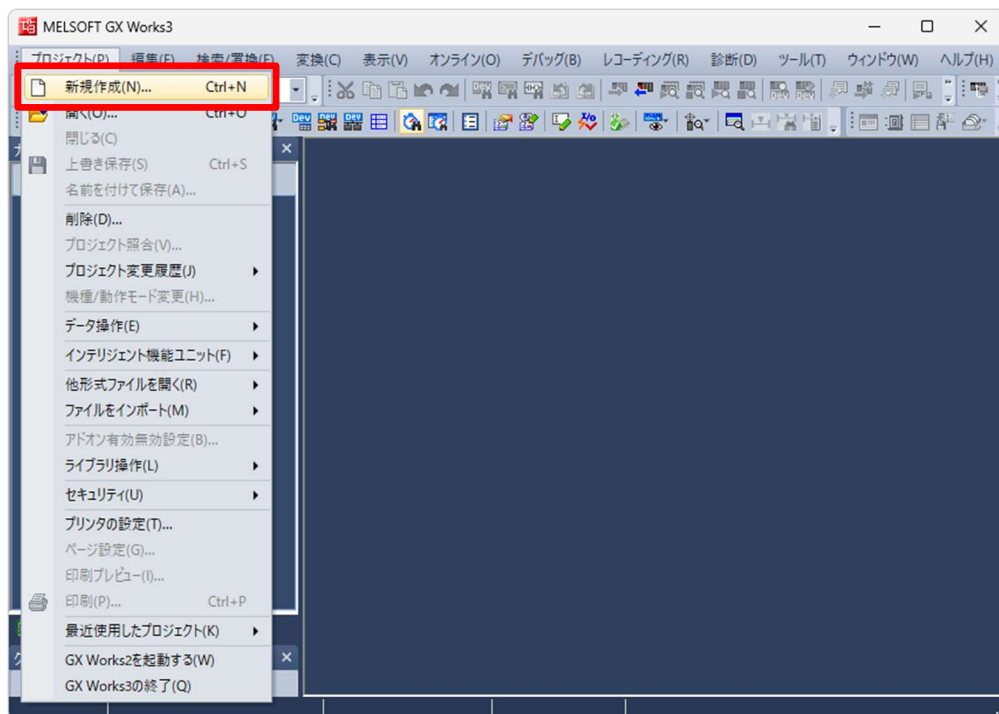 MELSOFT GX Works3
プロジェクト(P) 編集(E) 検索/置換(F) 変換(C) 表示(V) オンライン(O) デバッグ(B) レコーディング(R) 診断(D) ツール(T) ウィンドウ(W) ヘルプ(H)
新規作成(N)... Ctrl+N
開く(O)... Ctrl+O
閉じる(C)
上書き保存(S) Ctrl+S
名前を付けて保存(A)...
削除(D)...
プロジェクト照合(V)...
プロジェクト変更履歴(J)
機種/動作モード変更(H)...
データ操作(E)
インテリジェント機能ユニット(F)
他形式ファイルを開く(R)
ファイルをインポート(M)
アドオン有効無効設定(B)...
ライブラリ操作(L)
セキュリティ(U)
プリンタの設定(T)...
ページ設定(G)...
印刷プレビュー(I)...
印刷(P)... Ctrl+P
最近使用したプロジェクト(K)
GX Works2を起動する(W)
GX Works3の終了(Q)